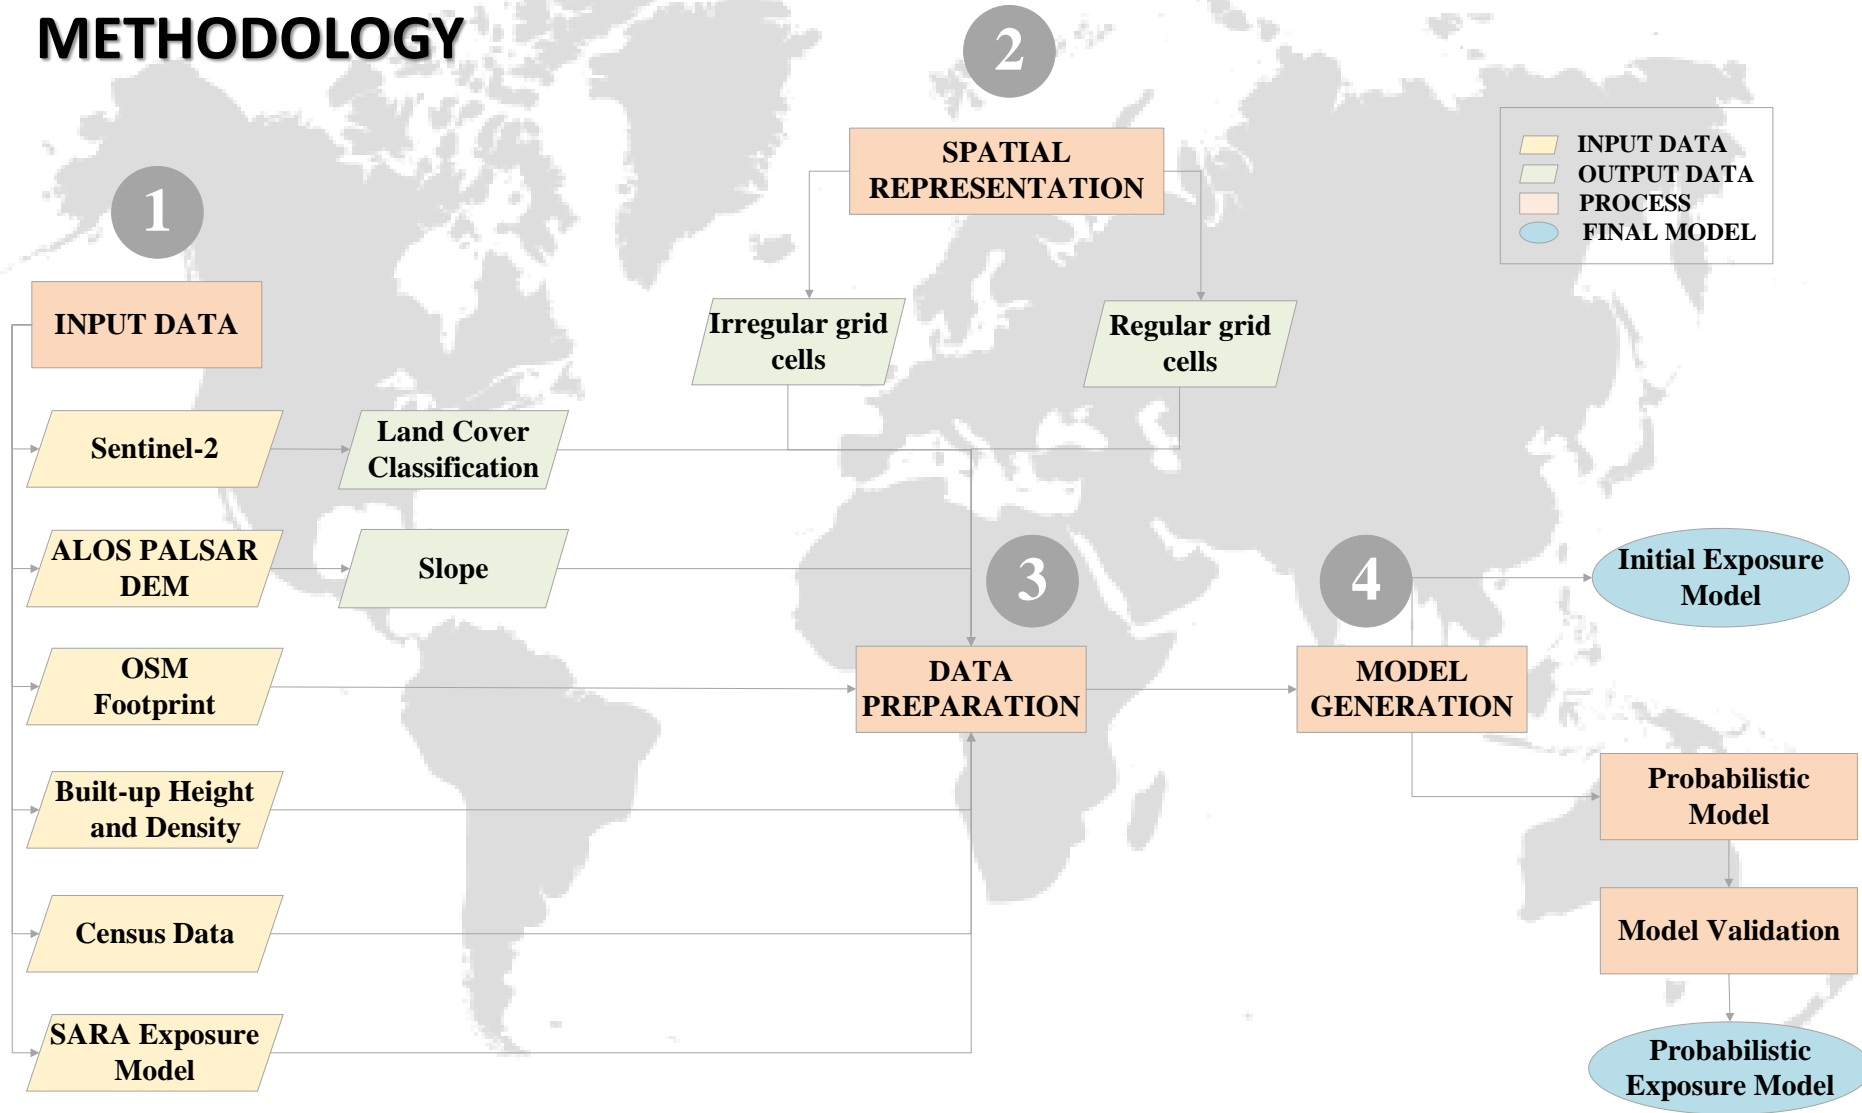 METHODOLOGY
2
INPUT DATA
OUTPUT DATA
PROCESS
FINAL MODEL
SPATIAL
REPRESENTATION
1
INPUT DATA
Irregular grid
cells
Regular grid
cells
Sentinel-2
Land Cover
Classification
ALOS PALSAR
DEM
Slope
3
4
Initial Exposure
Model
OSM
Footprint
DATA
PREPARATION
MODEL
GENERATION
Built-up Height
and Density
Probabilistic
Model
Census Data
Model Validation
SARA Exposure
Model
Probabilistic
Exposure Model